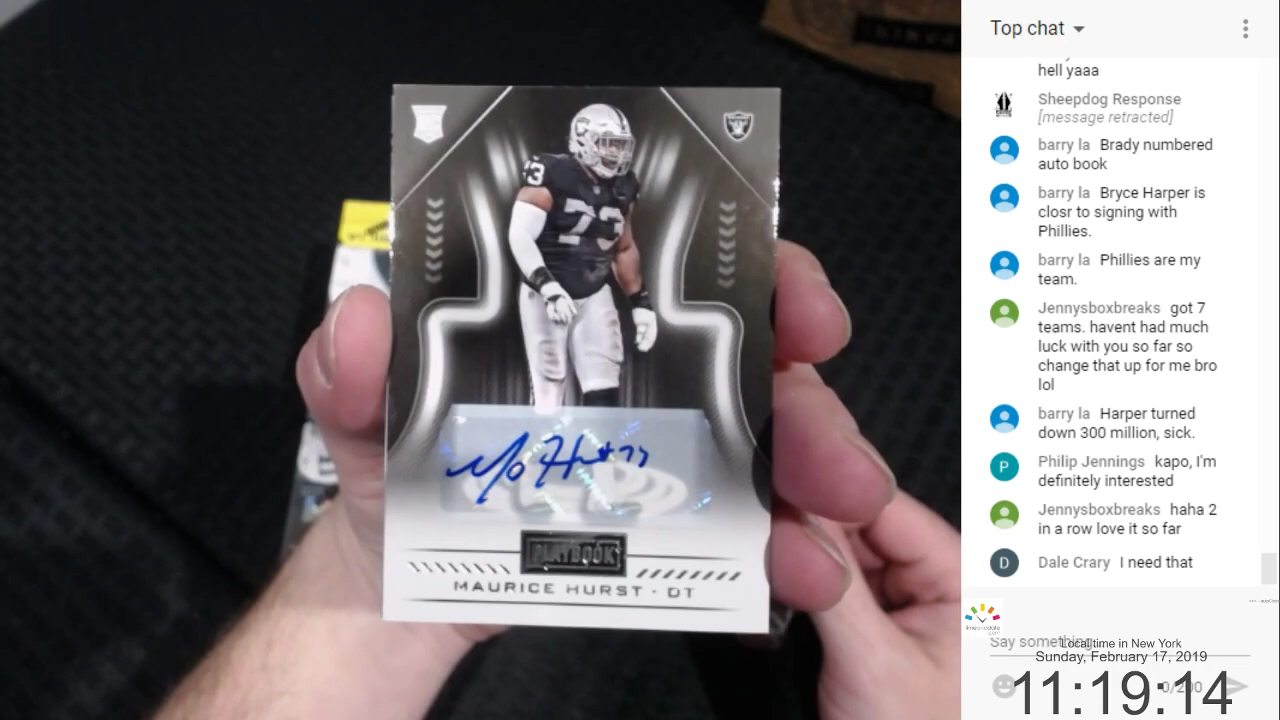 73
73
Mo Hurst #73
PLAYBOOK
MAURICE HURST · DT
Top chat
hell yaaa
Sheepdog Response
[message retracted]
barry la Brady numbered
auto book
barry la Bryce Harper is
closr to signing with
Phillies.
barry la Phillies are my
team.
Jennysboxbreaks got 7
teams. havent had much
luck with you so far so
change that up for me bro
lol
barry la Harper turned
down 300 million, sick.
P
Philip Jennings kapo, I'm
definitely interested
Jennysboxbreaks haha 2
in a row love it so far
D
Dale Crary I need that
Say something...
Local time in New York
Sunday, February 17, 2019
0/200
11:19:14